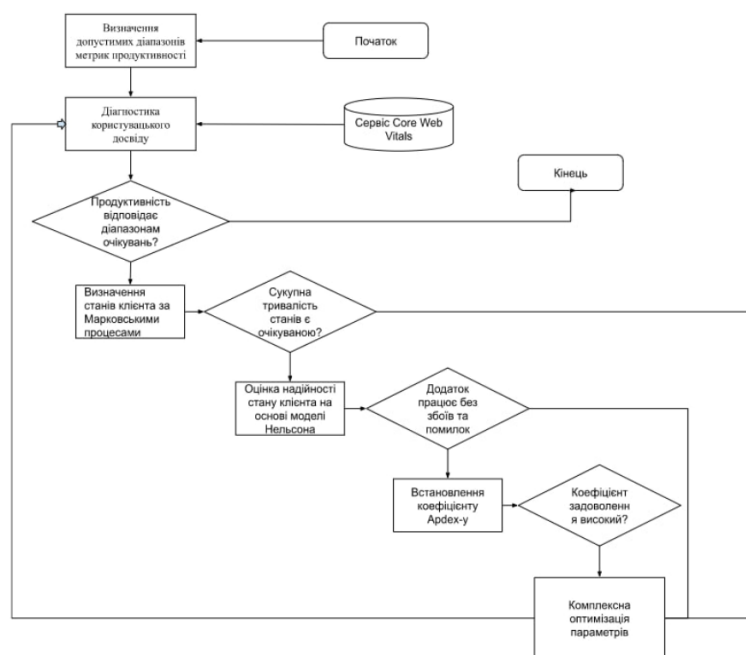 Визначення
допустимих діапазонів
метрик продуктивності
Початок
Діагностика
користувацького
досвіду
Сервіс Core Web
Vitals
Кінець
Продуктивність
відповідає
діапазонам
очікувань?
Визначення
станів клієнта за
Марковськими
процесами
Сукупна
тривалість
станів є
очікуваною?
Оцінка надійності
стану клієнта на
основі моделі
Нельсона
Додаток
працює без
збоїв та
помилок
Встановлення
коефіцієнту
Apdex-у
Коефіцієнт
задоволенн
я високий?
Комплексна
оптимізація
параметрів